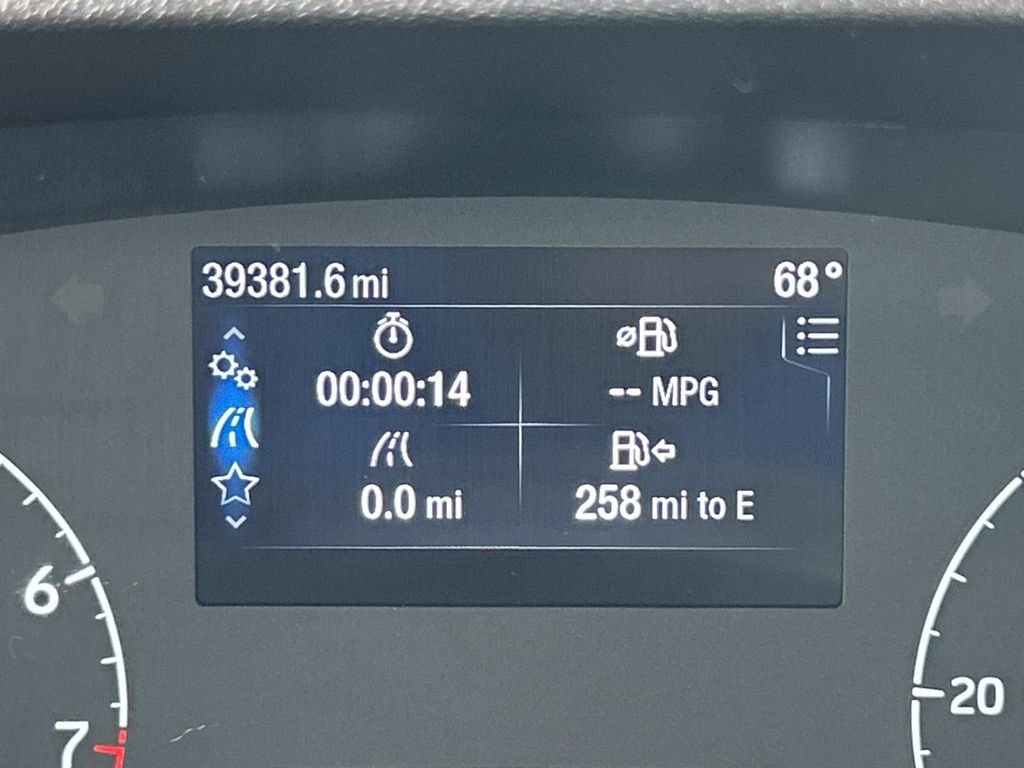 39381.6 mi 68°
00:00:14 -- MPG
0.0 mi 258 mi to E
6
7
20